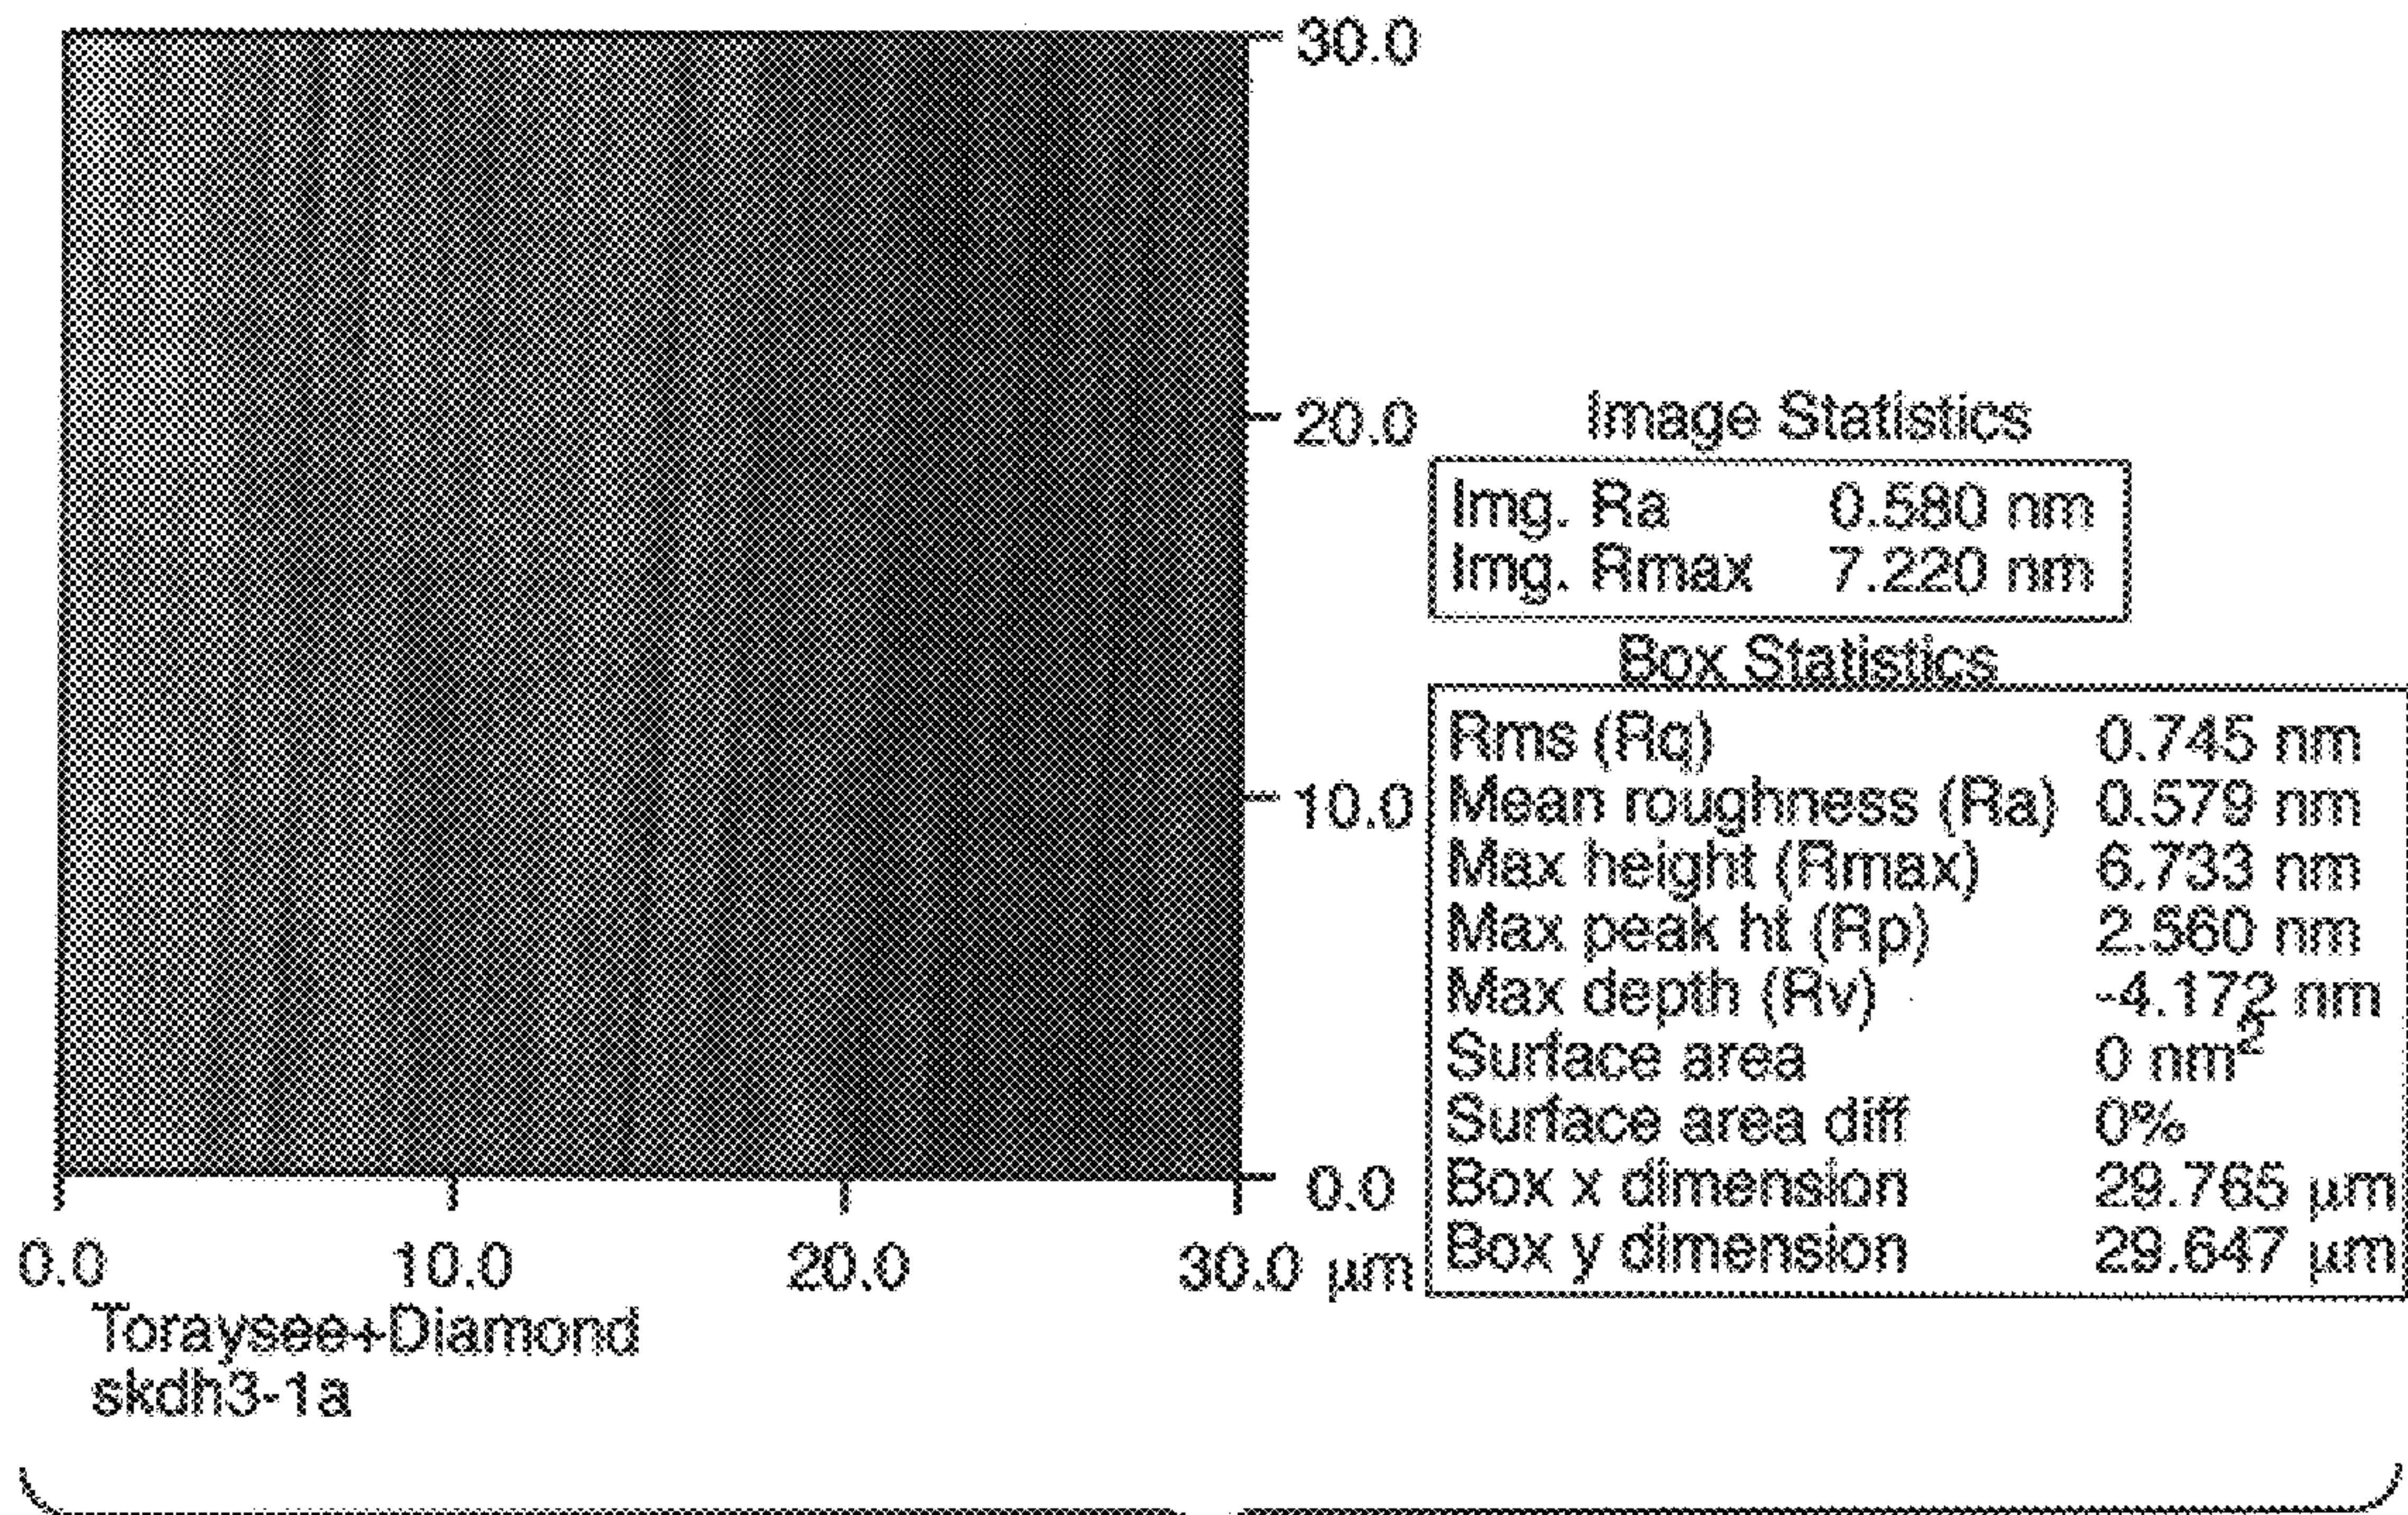 30.0
20.0
10.0
0.0
0.0 10.0 20.0 30.0 µm
Toraysee+Diamond
skdh3-1a
Image Statistics
Img. Ra 0.580 nm
Img. Rmax 7.220 nm
Box Statistics
Rms (Rq) 0.745 nm
Mean roughness (Ra) 0.579 nm
Max height (Rmax) 6.733 nm
Max peak ht (Rp) 2.560 nm
Max depth (Rv) -4.172 nm
Surface area 0 nm²
Surface area diff 0%
Box x dimension 29.765 µm
Box y dimension 29.647 µm